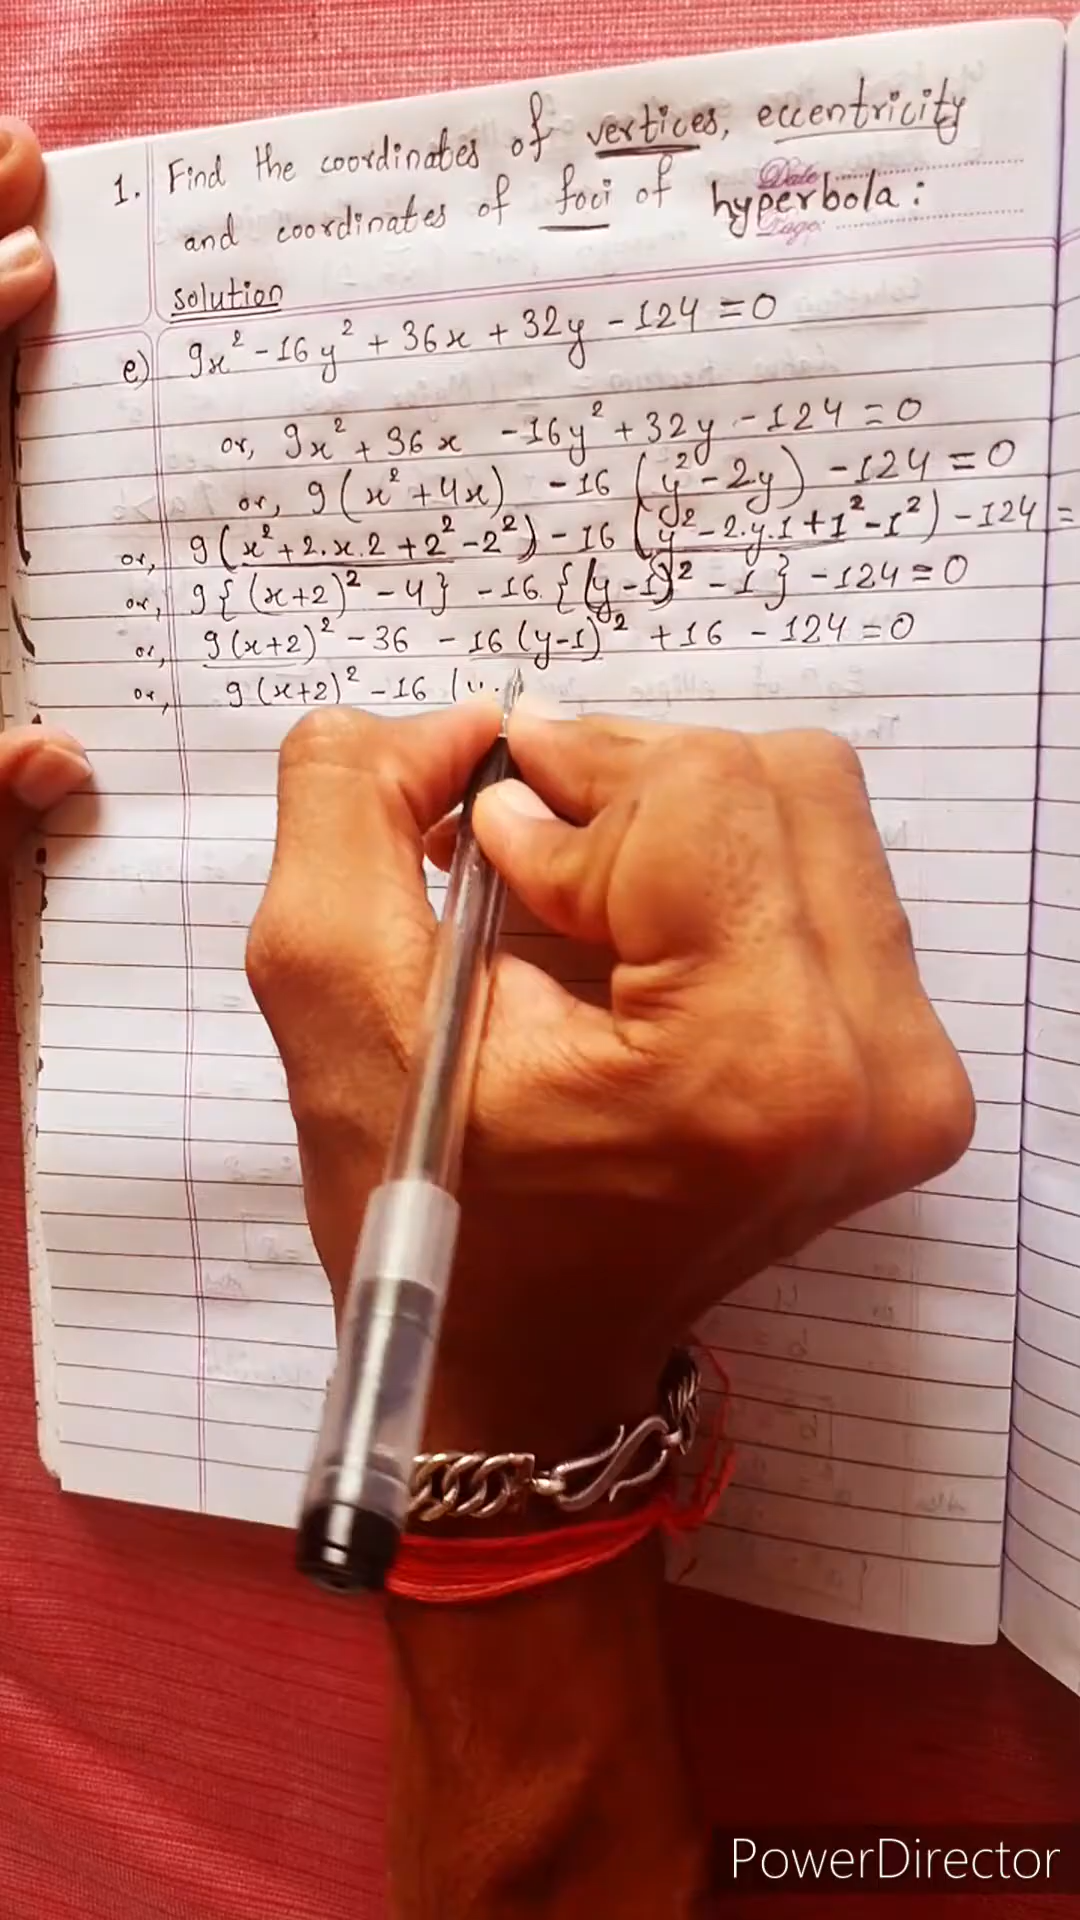 1. Find the coordinates of vertices, eccentricity
Date
and coordinates of foci of hyperbola:
Page
solution
e) 9x² - 16y² + 36x + 32y - 124 = 0
or, 9x² + 36x - 16y² + 32y - 124 = 0
or, 9(x² + 4x) - 16(y² - 2y) - 124 = 0
or, 9(x² + 2.x.2 + 2² - 2²) - 16(y² - 2.y.1 + 1² - 1²) - 124 =
or, 9{(x+2)² - 4} - 16.{(y-1)² - 1} - 124 = 0
or, 9(x+2)² - 36 - 16(y-1)² + 16 - 124 = 0
or, 9(x+2)² - 16(
PowerDirector